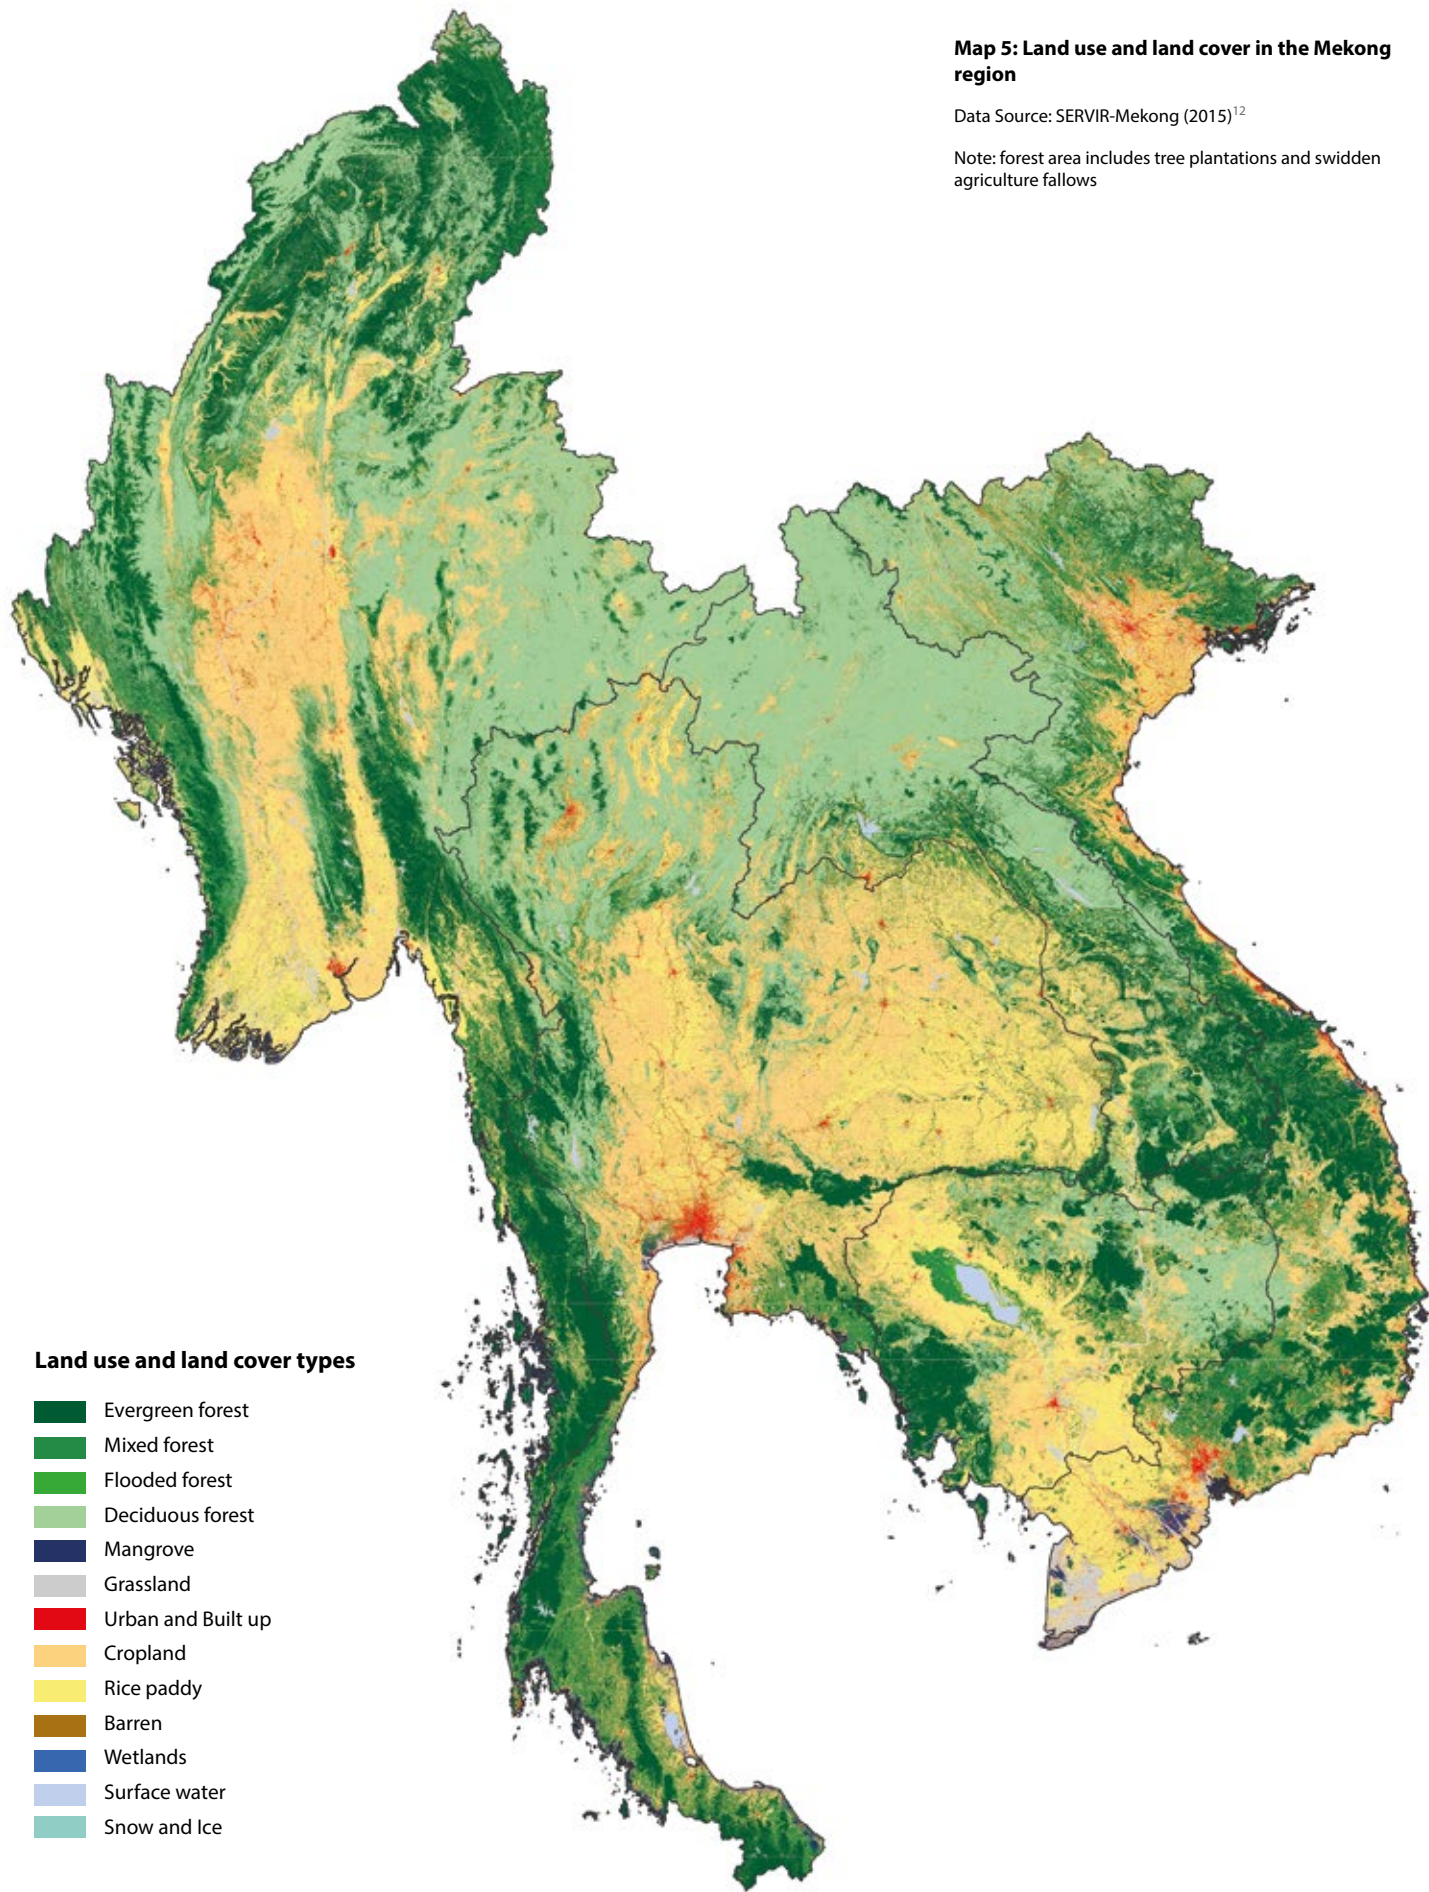 Map 5: Land use and land cover in the Mekong
region
Data Source: SERVIR-Mekong (2015)12
Note: forest area includes tree plantations and swidden
agriculture fallows
Land use and land cover types
Evergreen forest
Mixed forest
Flooded forest
Deciduous forest
Mangrove
Grassland
Urban and Built up
Cropland
Rice paddy
Barren
Wetlands
Surface water
Snow and Ice